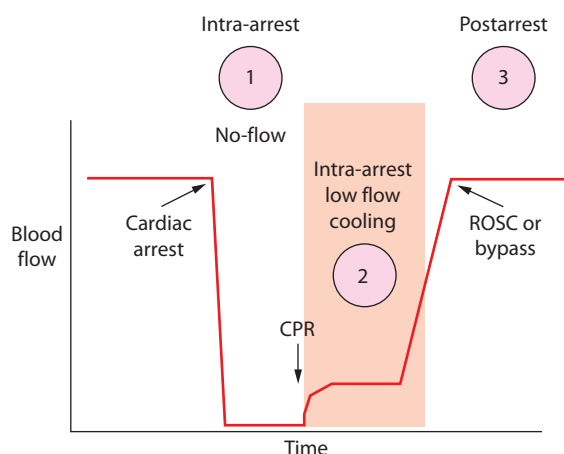 Intra-arrest
Postarrest
1
3
No-flow
Intra-arrest
low flow
cooling
Cardiac
arrest
ROSC or
bypass
Blood
flow
2
CPR
Time